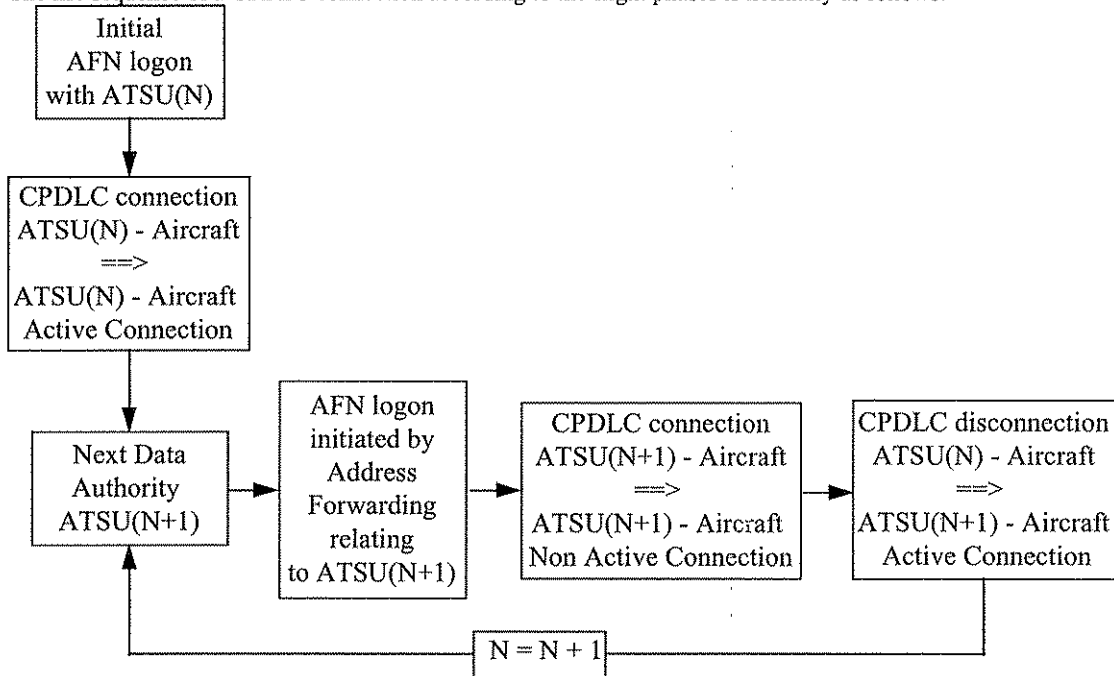 Initial
AFN logon
with ATSU(N)
CPDLC connection
ATSU(N) - Aircraft
==>
ATSU(N) - Aircraft
Active Connection
Next Data
Authority
ATSU(N+1)
AFN logon
initiated by
Address
Forwarding
relating
to ATSU(N+1)
CPDLC connection
ATSU(N+1) - Aircraft
==>
ATSU(N+1) - Aircraft
Non Active Connection
CPDLC disconnection
ATSU(N) - Aircraft
==>
ATSU(N+1) - Aircraft
Active Connection
N = N + 1